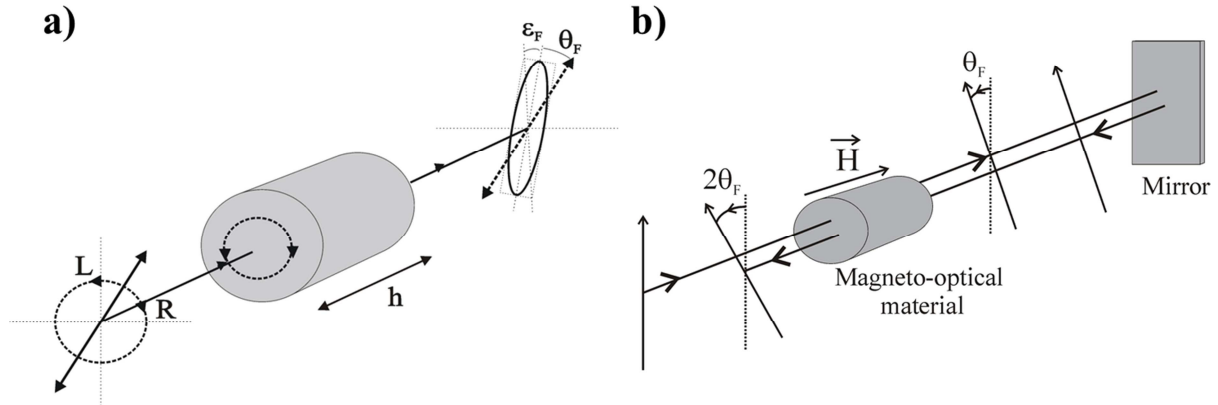 a)
ε_F θ_F
L
R
h
b)
θ_F
H⃗
2θ_F
Mirror
Magneto-optical
material